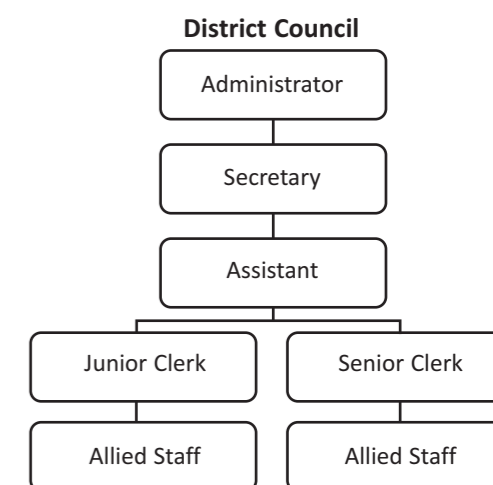 District Council
Administrator
Secretary
Assistant
Junior Clerk
Senior Clerk
Allied Staff
Allied Staff